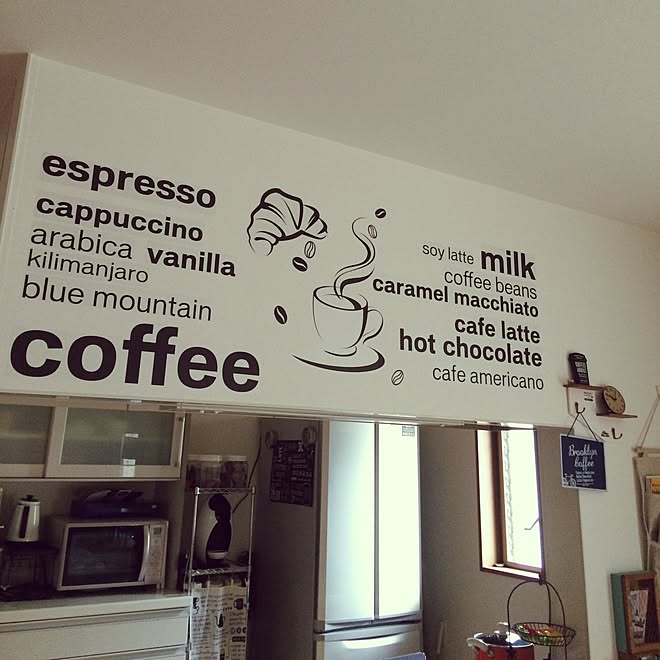 espresso
cappuccino
arabica vanilla
kilimanjaro
blue mountain
coffee
soy latte milk
coffee beans
caramel macchiato
cafe latte
hot chocolate
cafe americano
Brooklyn
Coffee